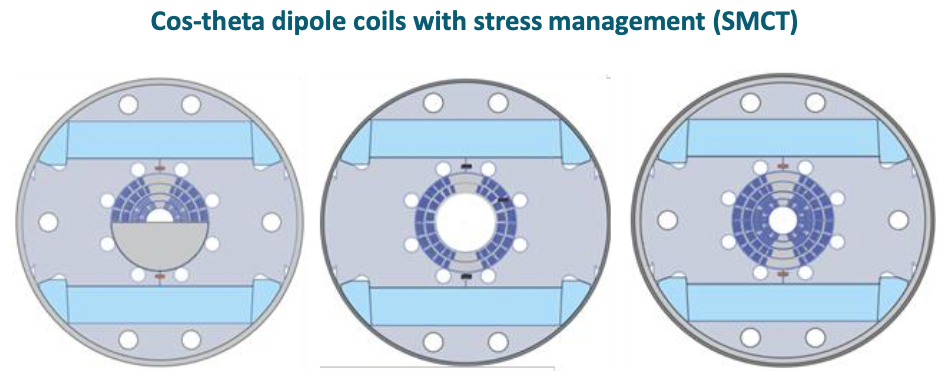 Cos-theta dipole coils with stress management (SMCT)